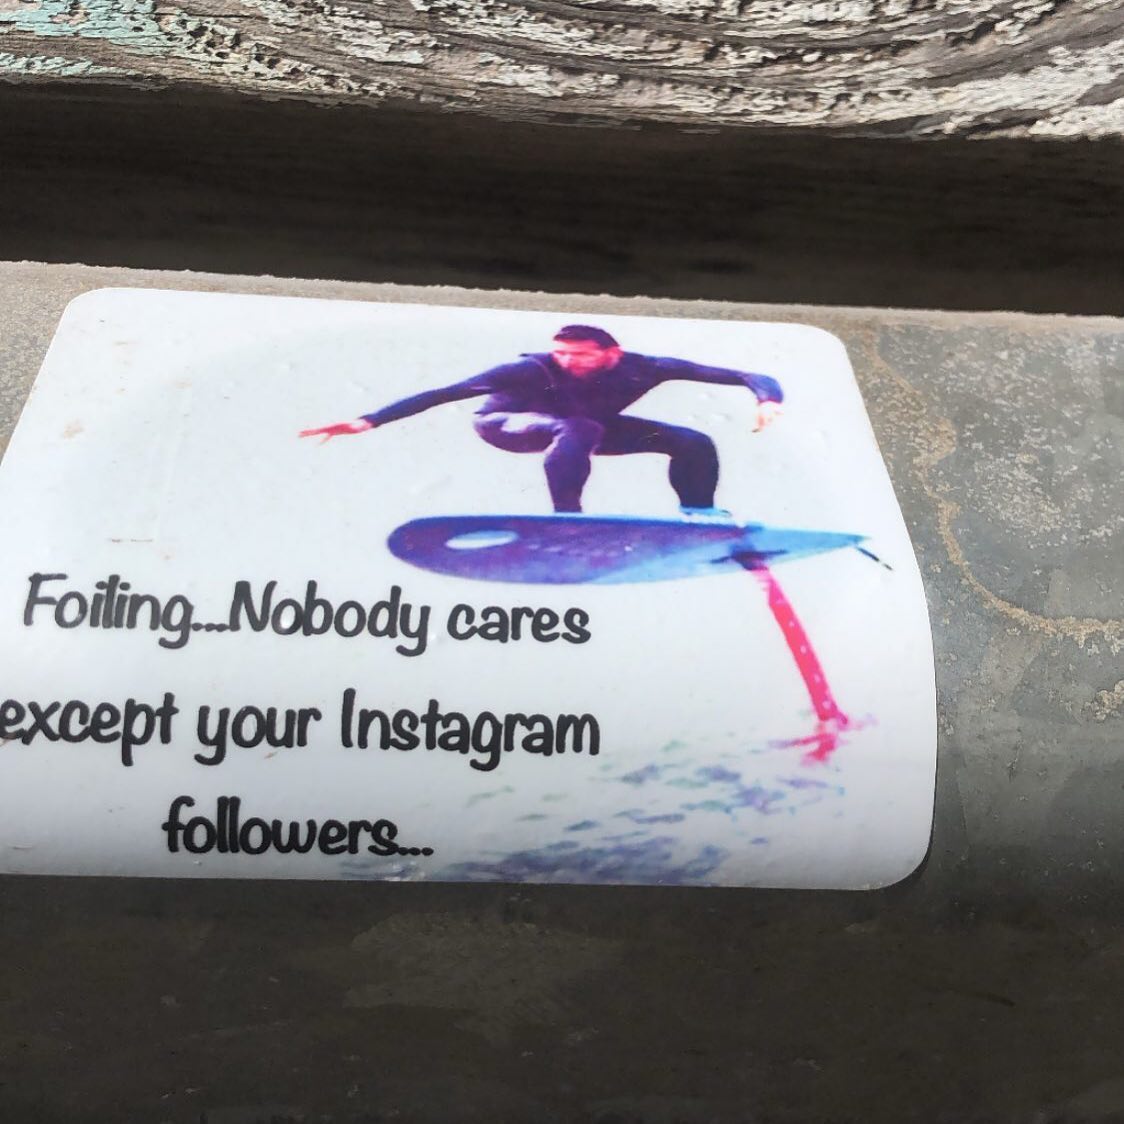 Foiling...Nobody cares
except your Instagram
followers...